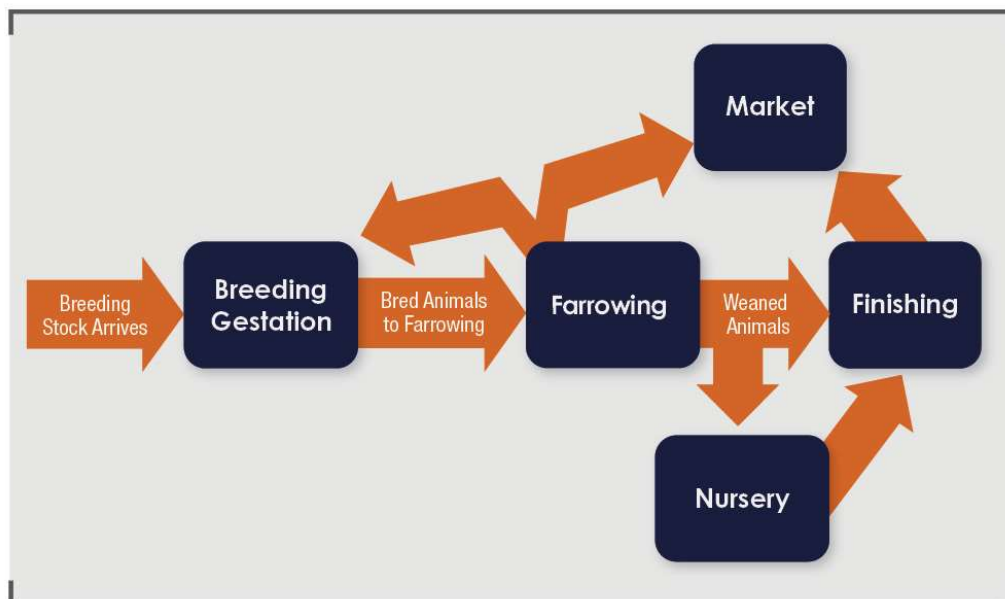 Market
Breeding
Stock Arrives
Breeding
Gestation
Bred Animals
to Farrowing
Farrowing
Weaned
Animals
Finishing
Nursery